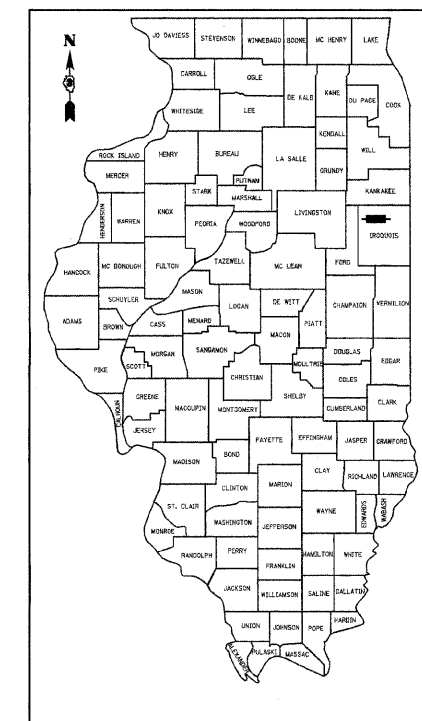 N
JO DAVIESS STEVENSON WINNEBAGO BOONE MC HENRY LAKE
CARROLL OGLE
DE KALB KANE DU PAGE COOK
WHITESIDE LEE
KENDALL WILL
ROCK ISLAND HENRY BUREAU LA SALLE GRUNDY
MERCER PUTNAM KANKAKEE
STARK MARSHALL
HENDERSON WARREN KNOX PEORIA WOODFORD LIVINGSTON IROQUOIS
FORD
HANCOCK MC DONOUGH FULTON TAZEWELL MC LEAN
MASON
SCHUYLER LOGAN DE WITT CHAMPAIGN VERMILION
ADAMS BROWN CASS MENARD PIATT
MACON
MORGAN SANGAMON DOUGLAS EDGAR
PIKE SCOTT CHRISTIAN MOULTRIE COLES
GREENE MACOUPIN SHELBY
CALHOUN MONTGOMERY CUMBERLAND CLARK
JERSEY
FAYETTE EFFINGHAM JASPER CRAWFORD
MADISON BOND
CLAY RICHLAND LAWRENCE
CLINTON MARION
ST. CLAIR WAYNE EDWARDS WABASH
WASHINGTON JEFFERSON
MONROE
RANDOLPH PERRY HAMILTON WHITE
FRANKLIN
JACKSON WILLIAMSON SALINE GALLATIN
UNION JOHNSON POPE HARDIN
ALEXANDER PULASKI MASSAC